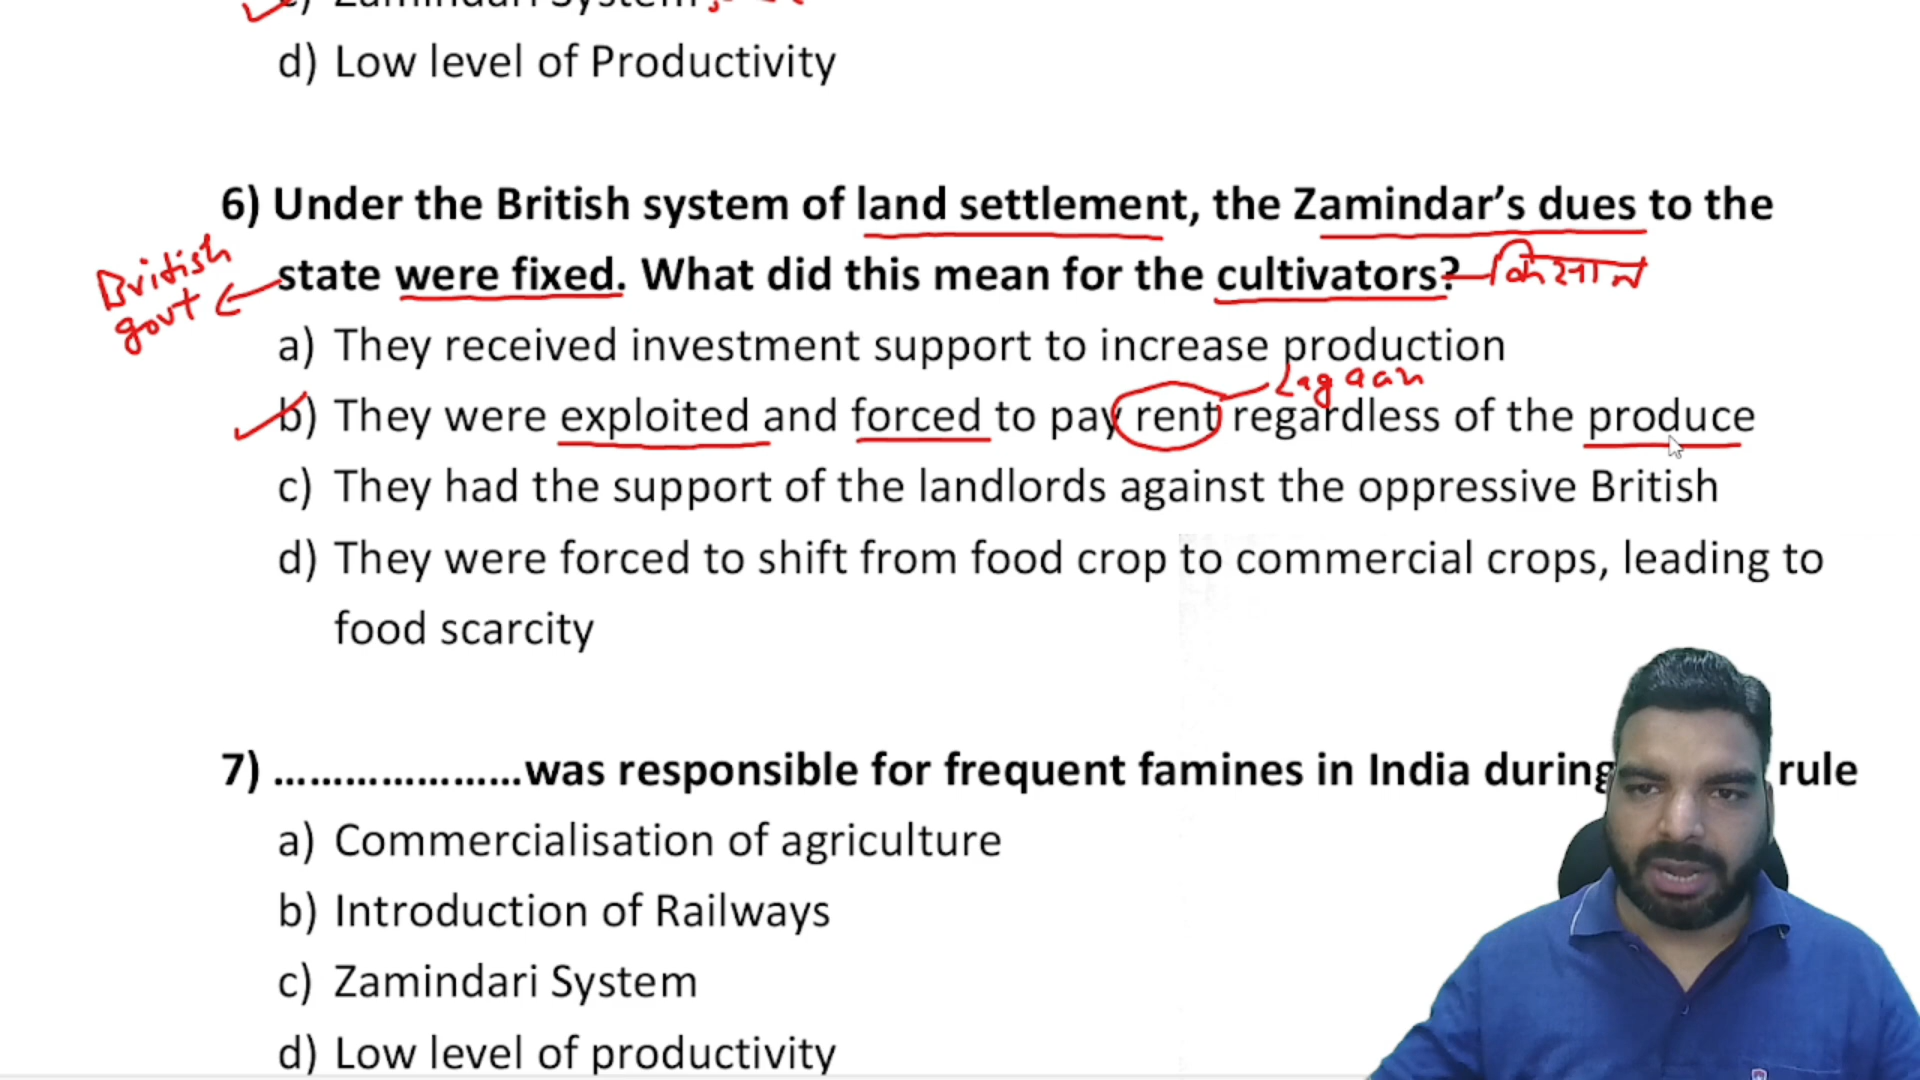 c) Zamindari System
d) Low level of Productivity
6) Under the British system of land settlement, the Zamindar's dues to the
British
govt
state were fixed. What did this mean for the cultivators?
a) They received investment support to increase production
Lagaan
b) They were exploited and forced to pay rent regardless of the produce
c) They had the support of the landlords against the oppressive British
d) They were forced to shift from food crop to commercial crops, leading to
food scarcity
7) .....................was responsible for frequent famines in India during rule
a) Commercialisation of agriculture
b) Introduction of Railways
c) Zamindari System
d) Low level of productivity